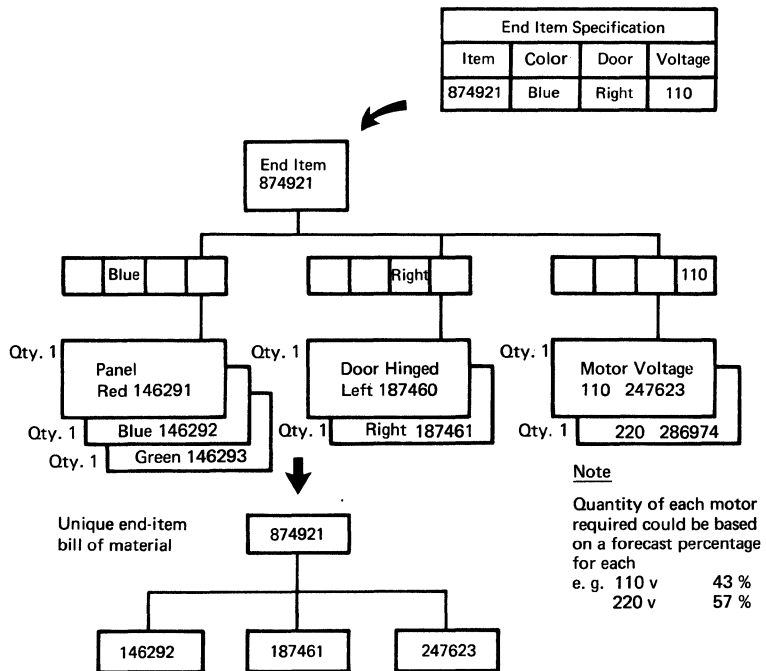 End Item Specification
Item Color Door Voltage
874921 Blue Right 110
End Item
874921
Blue
Right
110
Qty. 1
Panel
Red 146291
Qty. 1 Blue 146292
Qty. 1 Green 146293
Qty. 1
Door Hinged
Left 187460
Qty. 1 Right 187461
Qty. 1
Motor Voltage
110 247623
Qty. 1 220 286974
Note
Quantity of each motor
required could be based
on a forecast percentage
for each
e. g. 110 v 43 %
220 v 57 %
Unique end-item
bill of material
874921
146292
187461
247623